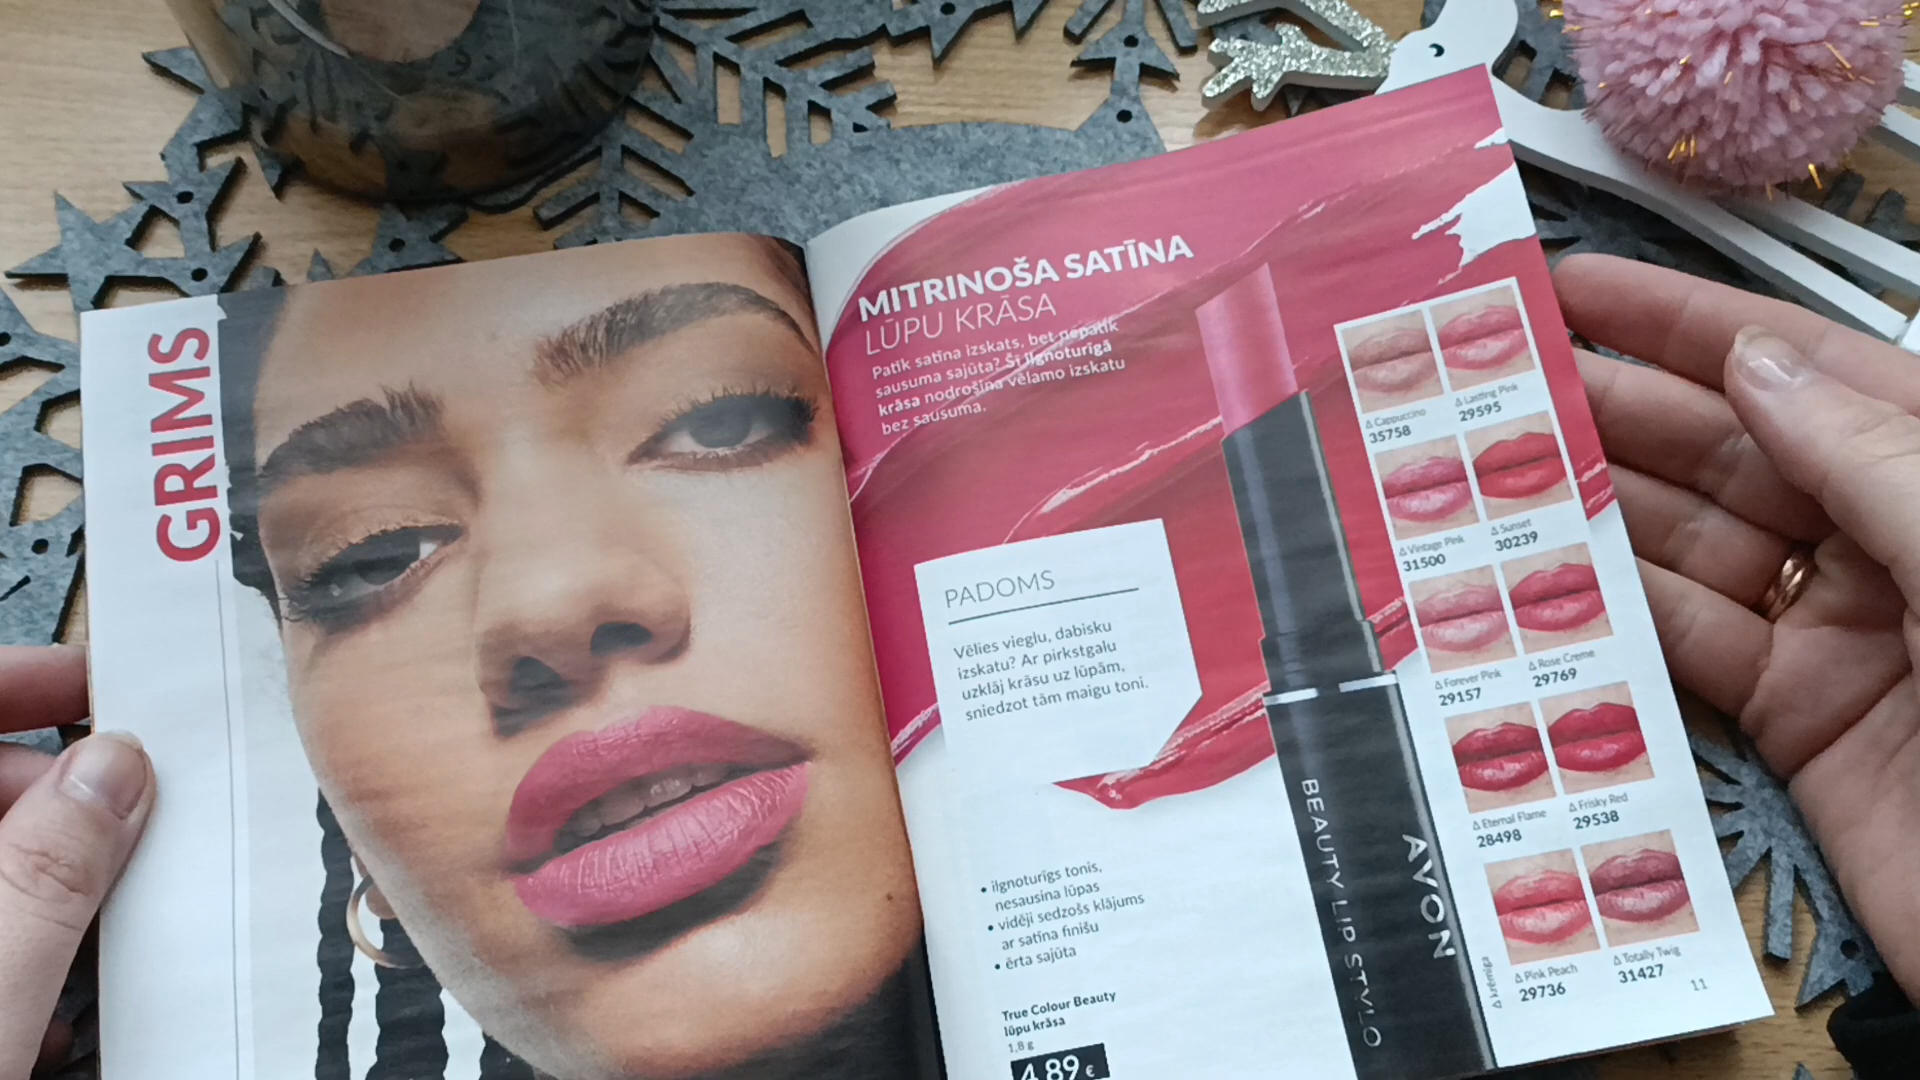 GRIMS
MITRINOŠA SATĪNA
LŪPU KRĀSA
Patīk satīna izskats, bet nepatīk
sausuma sajūta? Šī ilgnoturīgā
krāsa nodrošina vēlamo izskatu
bez sausuma.
PADOMS
Vēlies vieglu, dabisku
izskatu? Ar pirkstgalu
uzklāj krāsu uz lūpām,
sniedzot tām maigu toni.
• ilgnoturīgs tonis,
nesausina lūpas
• vidēji sedzošs klājums
ar satīna finišu
• ērta sajūta
True Colour Beauty
lūpu krāsa
1,8 g
4,89 €
BEAUTY LIP STYLO
AVON
Δ Cappuccino
35758
Δ Lasting Pink
29595
Δ Vintage Pink
31500
Δ Sunset
30239
Δ Forever Pink
29157
Δ Rose Creme
29769
Δ Eternal Flame
28498
Δ Frisky Red
29538
Δ Pink Peach
29736
Δ Totally Twig
31427
Δ krēmīga
11